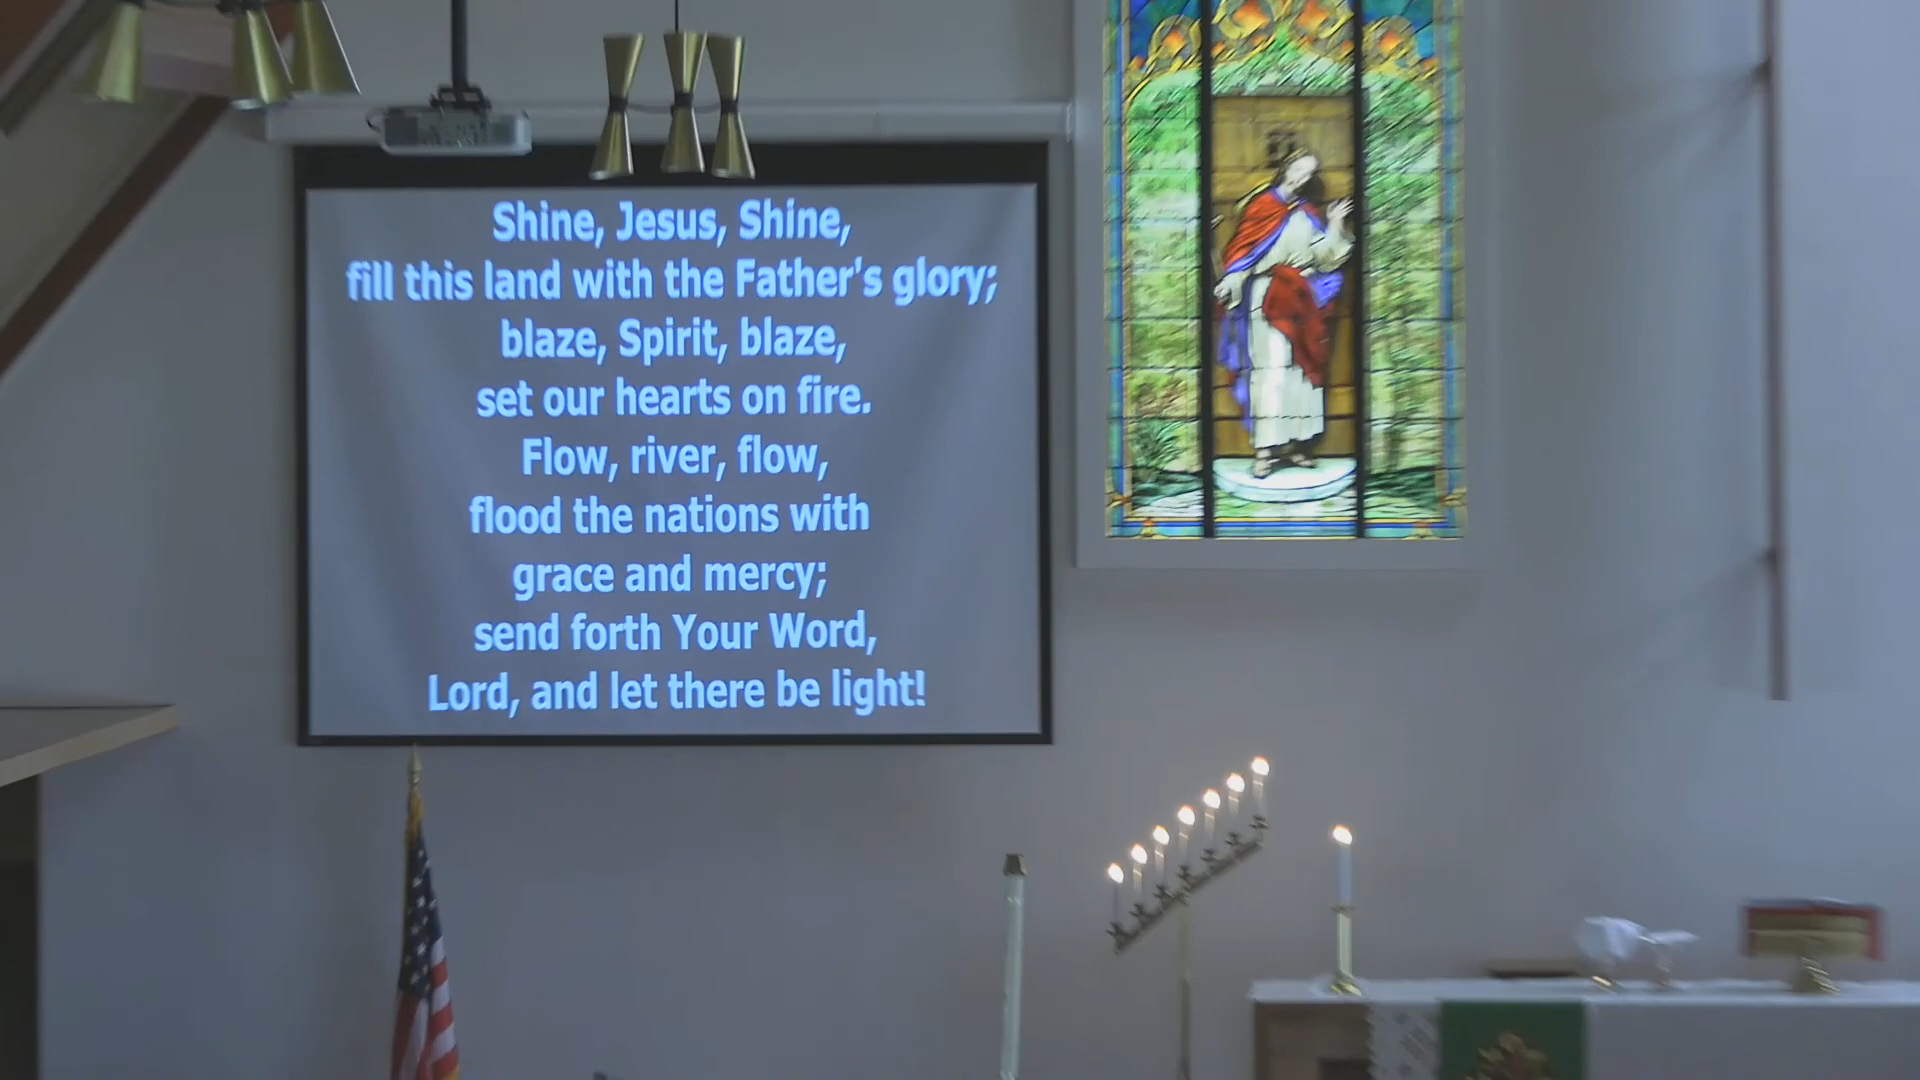 Shine, Jesus, Shine,
fill this land with the Father's glory;
blaze, Spirit, blaze,
set our hearts on fire.
Flow, river, flow,
flood the nations with
grace and mercy;
send forth Your Word,
Lord, and let there be light!